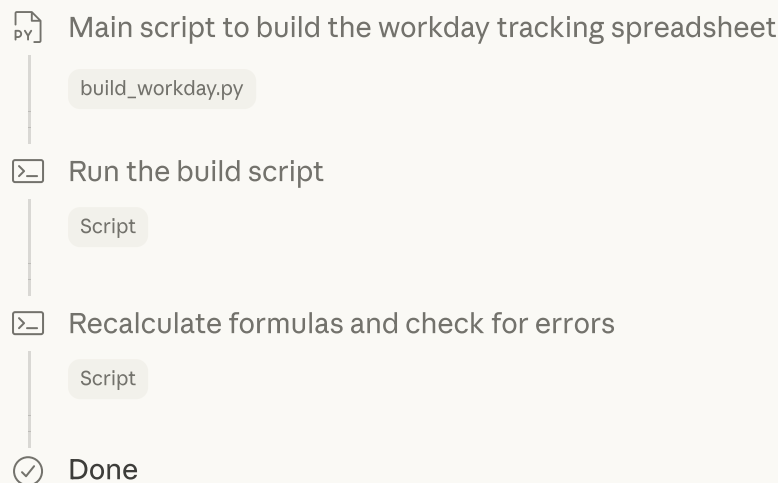 PY
Main script to build the workday tracking spreadsheet
build_workday.py
Run the build script
Script
Recalculate formulas and check for errors
Script
Done